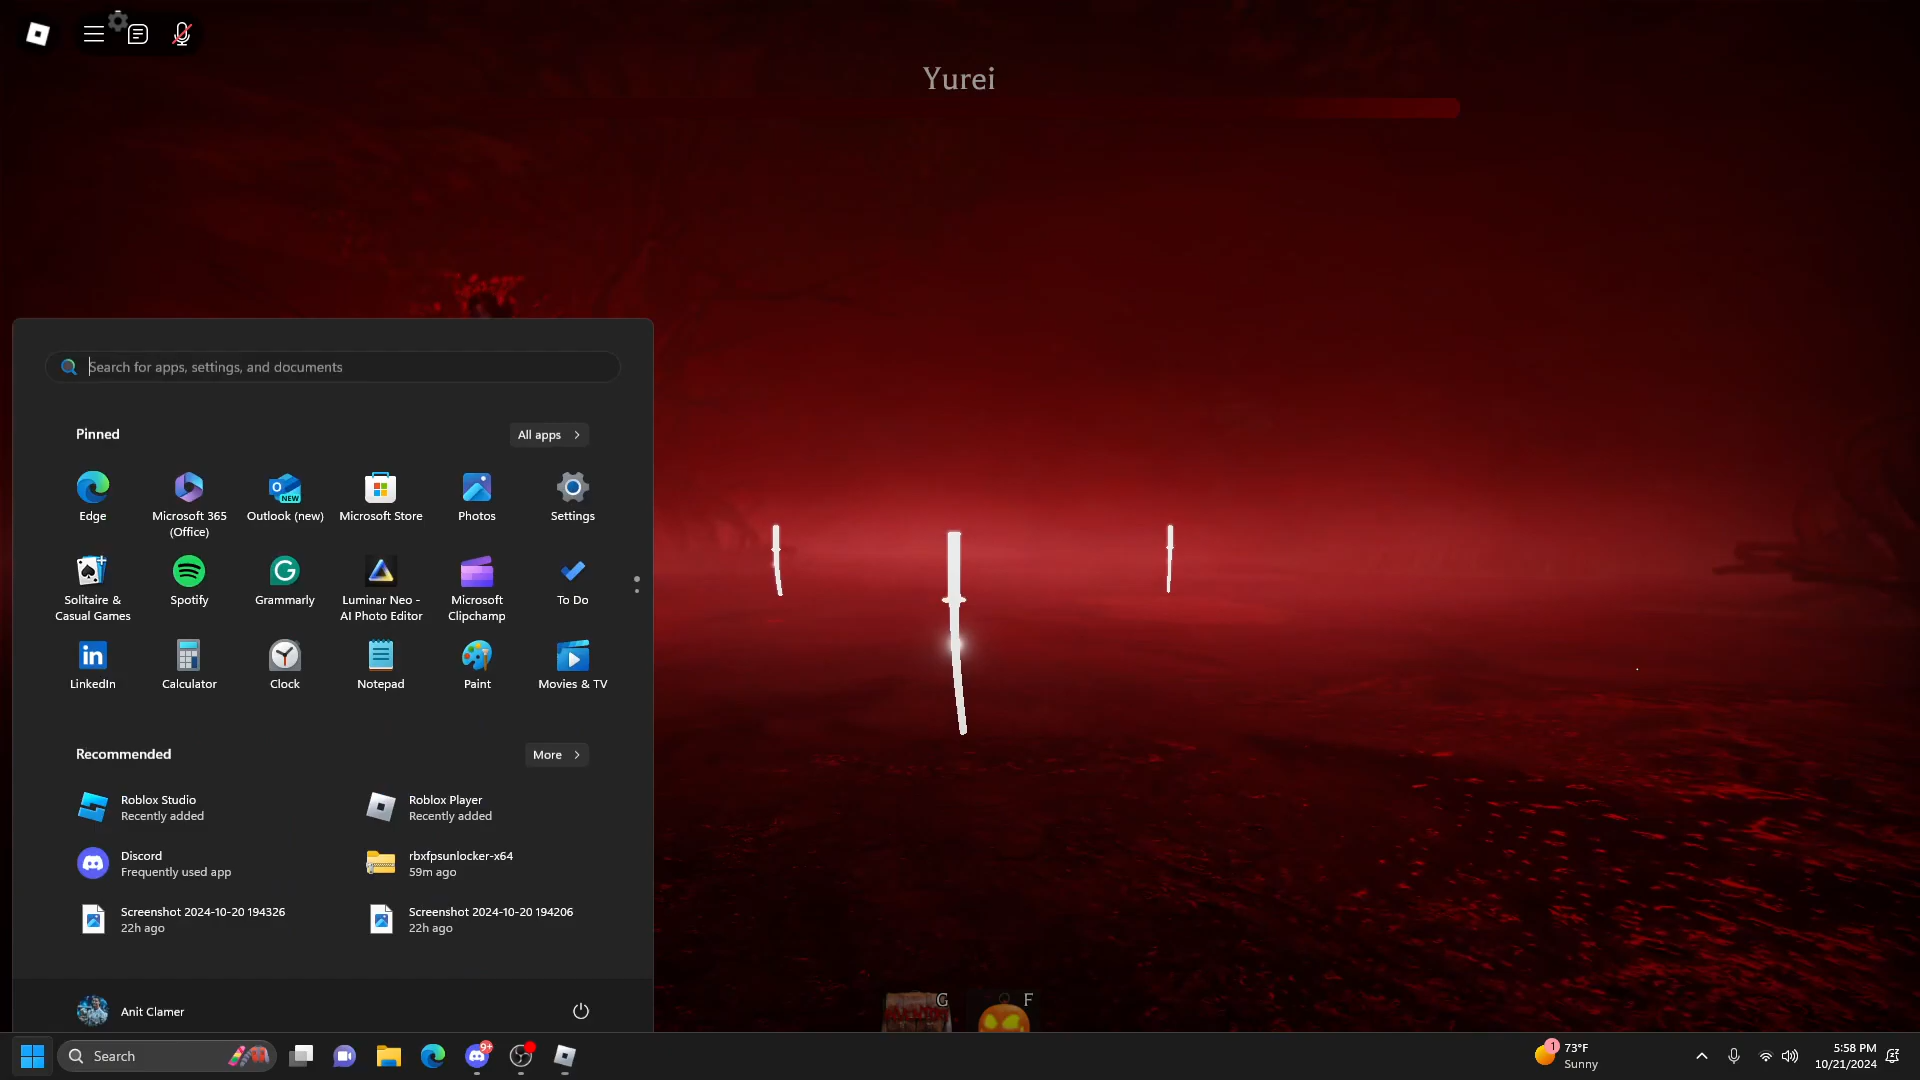 Yurei
Search for apps, settings, and documents
Pinned
All apps
Edge
Microsoft 365
(Office)
Outlook (new)
Microsoft Store
Photos
Settings
Solitaire &
Casual Games
Spotify
Grammarly
Luminar Neo -
AI Photo Editor
Microsoft
Clipchamp
To Do
LinkedIn
Calculator
Clock
Notepad
Paint
Movies & TV
Recommended
More
Roblox Studio
Recently added
Roblox Player
Recently added
Discord
Frequently used app
rbxfpsunlocker-x64
59m ago
Screenshot 2024-10-20 194326
22h ago
Screenshot 2024-10-20 194206
22h ago
Anit Clamer
G
F
Search
9+
1
73°F
Sunny
5:58 PM
10/21/2024